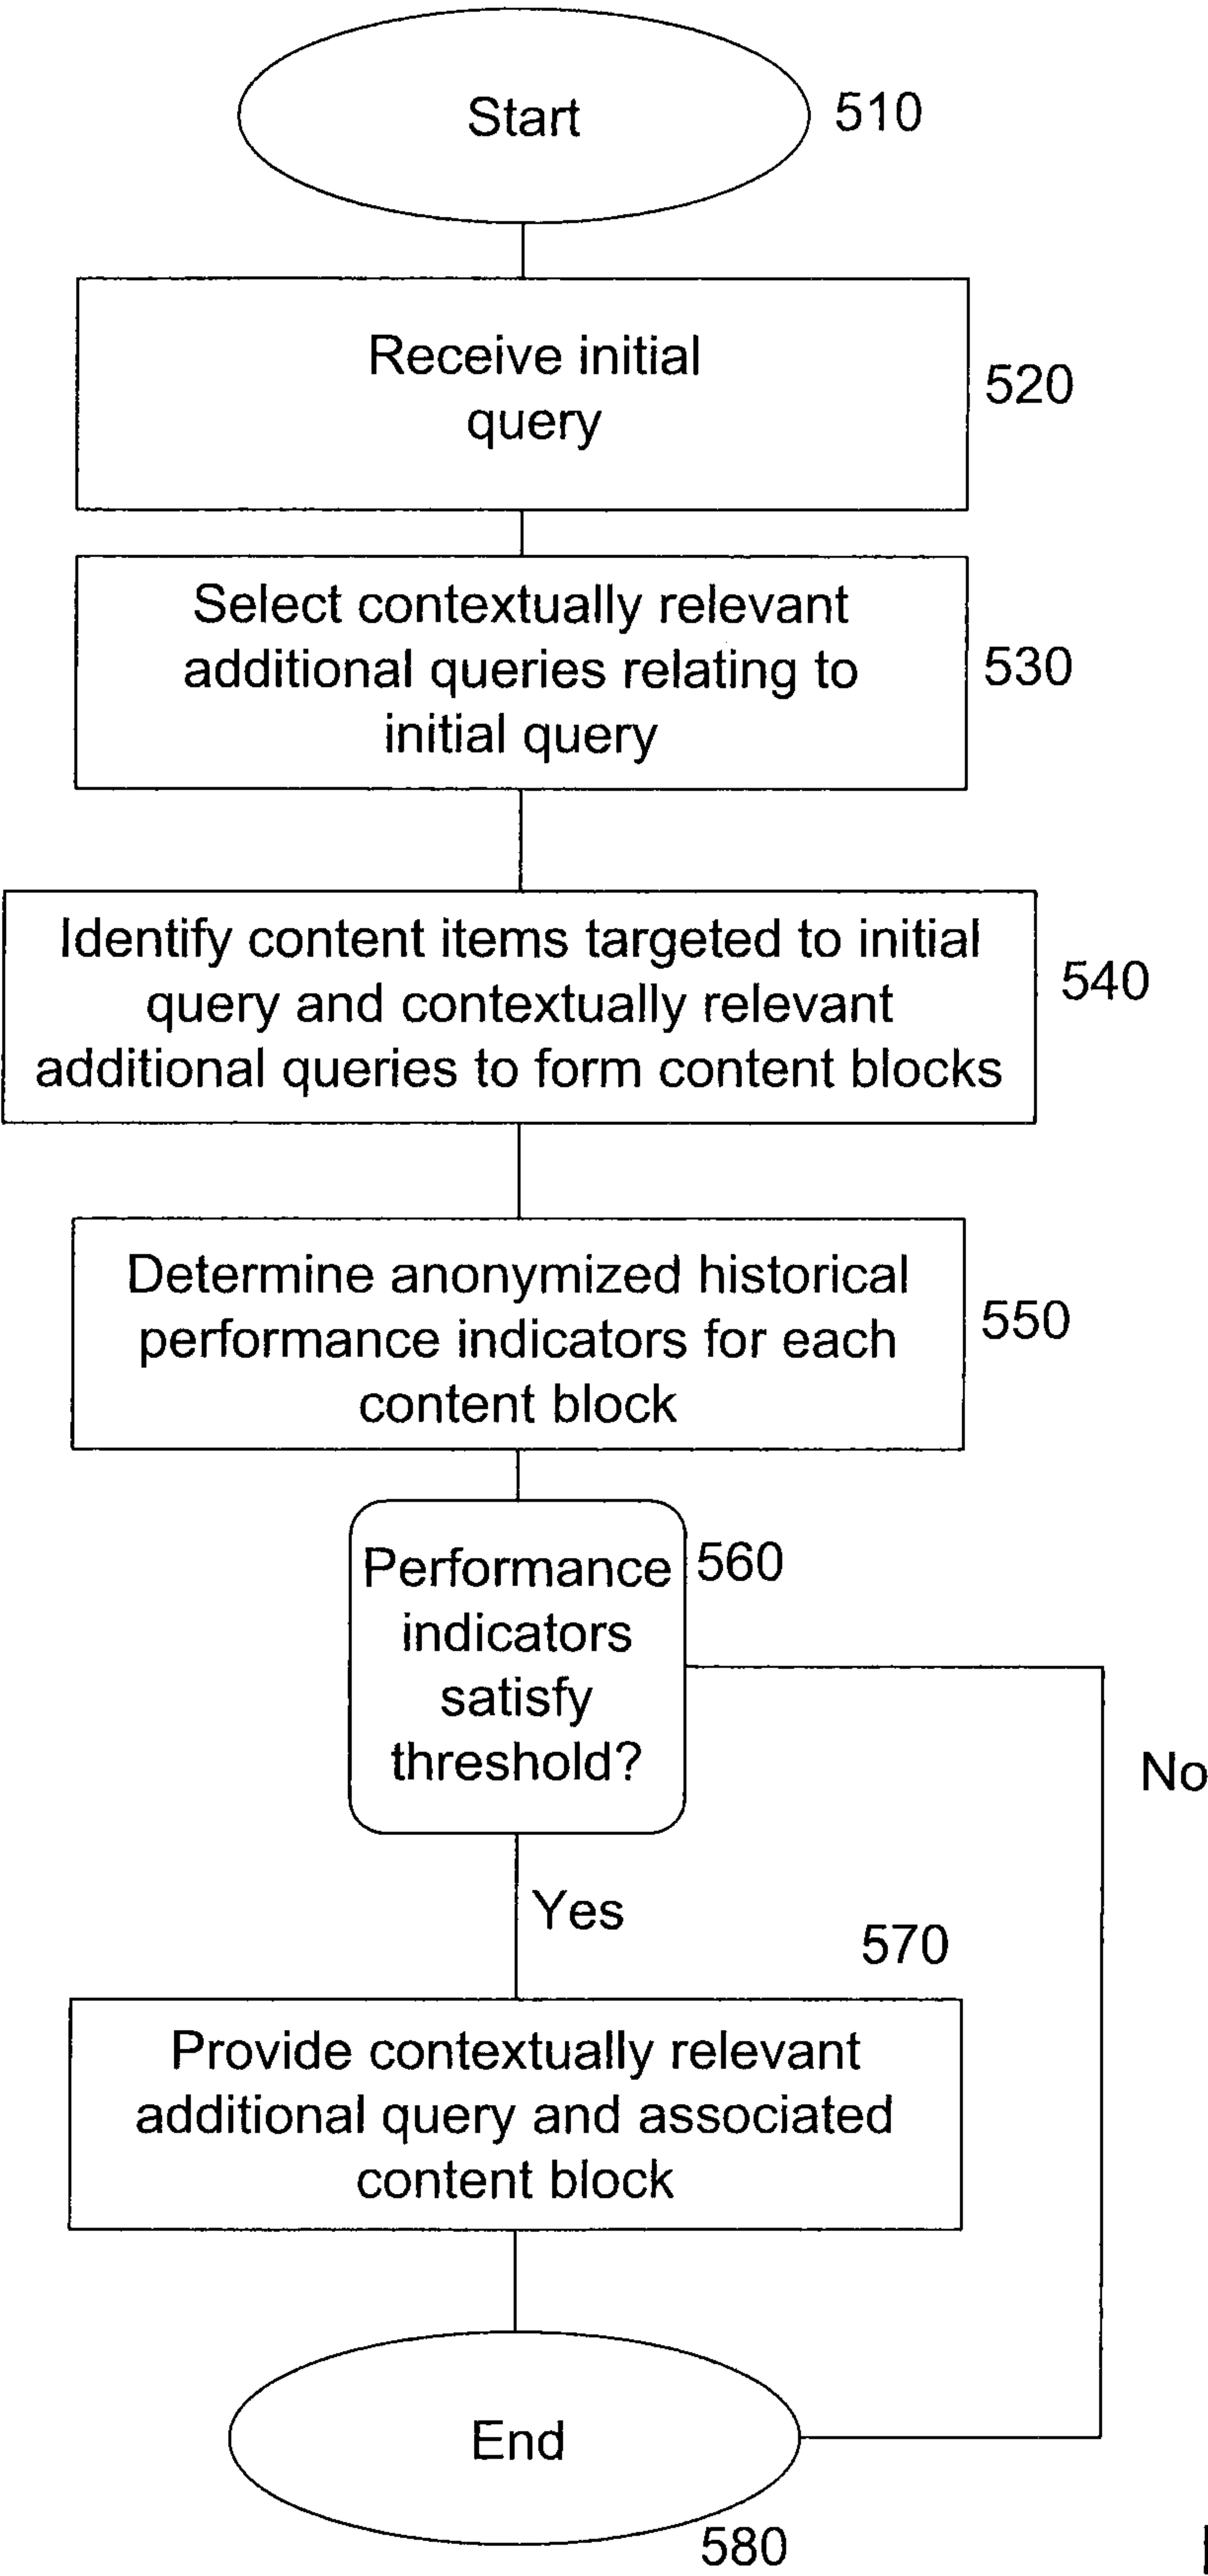 Start
510
Receive initial
query
520
Select contextually relevant
additional queries relating to
initial query
530
Identify content items targeted to initial
query and contextually relevant
additional queries to form content blocks
540
Determine anonymized historical
performance indicators for each
content block
550
Performance
indicators
satisfy
threshold?
560
No
Yes
570
Provide contextually relevant
additional query and associated
content block
End
580